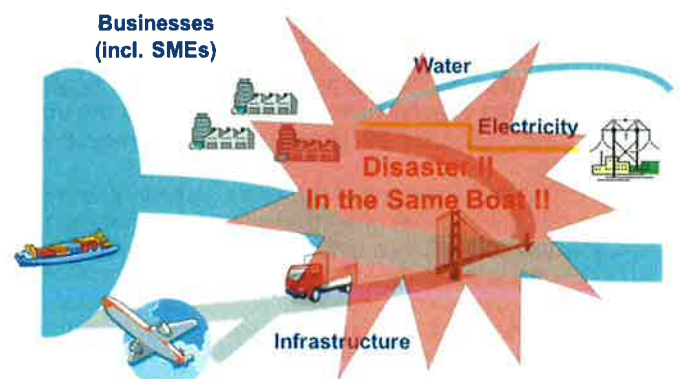 Businesses
(incl. SMEs)
Water
Electricity
Disaster !!
In the Same Boat !!
Infrastructure